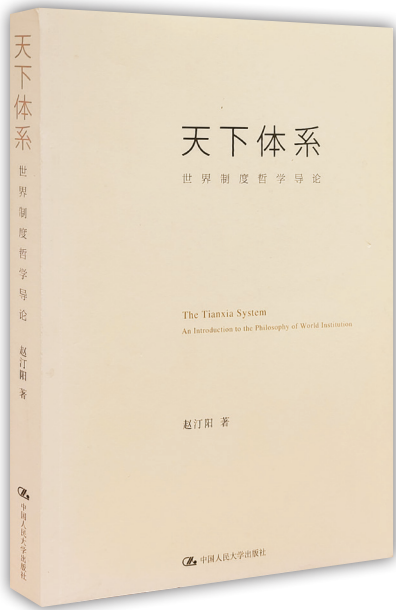 天下体系
世界制度哲学导论
赵汀阳 著
中国人民大学出版社
天下体系
世界制度哲学导论
The Tianxia System
An Introduction to the Philosophy of World Institution
赵汀阳 著
中国人民大学出版社